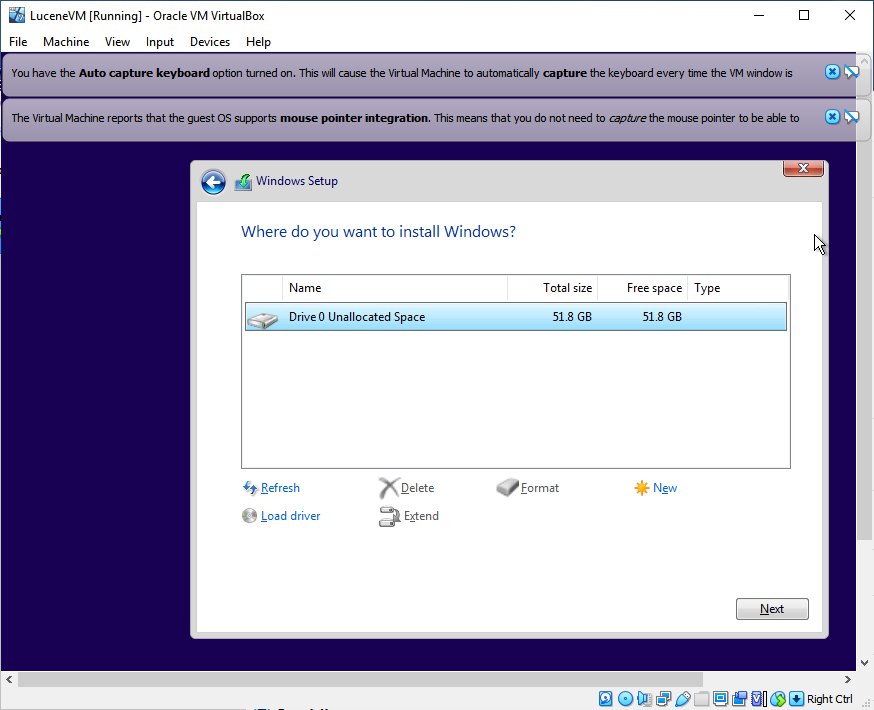 LuceneVM [Running] - Oracle VM VirtualBox
File Machine View Input Devices Help
You have the Auto capture keyboard option turned on. This will cause the Virtual Machine to automatically capture the keyboard every time the VM window is
The Virtual Machine reports that the guest OS supports mouse pointer integration. This means that you do not need to capture the mouse pointer to be able to
Windows Setup
Where do you want to install Windows?
Name Total size Free space Type
Drive 0 Unallocated Space 51.8 GB 51.8 GB
Refresh Delete Format New
Load driver Extend
Next
Right Ctrl